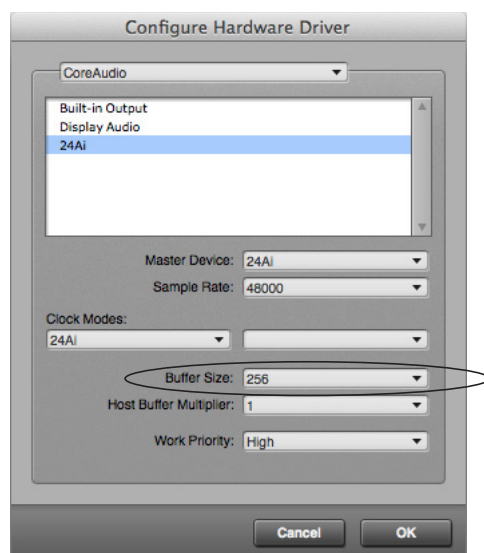 Configure Hardware Driver
CoreAudio
Built-in Output
Display Audio
24Ai
Master Device: 24Ai
Sample Rate: 48000
Clock Modes:
24Ai
Buffer Size: 256
Host Buffer Multiplier: 1
Work Priority: High
Cancel OK